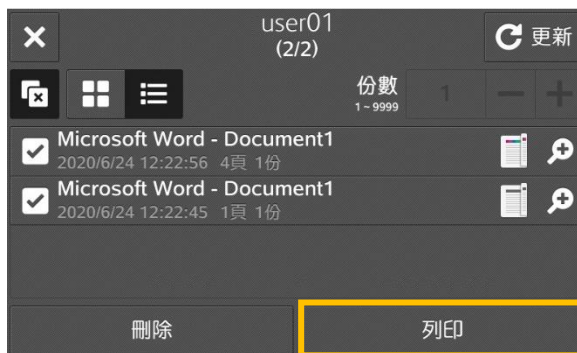 user01
(2/2)
更新
份數
1~9999
1
Microsoft Word - Document1
2020/6/24 12:22:56 4頁 1份
Microsoft Word - Document1
2020/6/24 12:22:45 1頁 1份
刪除
列印